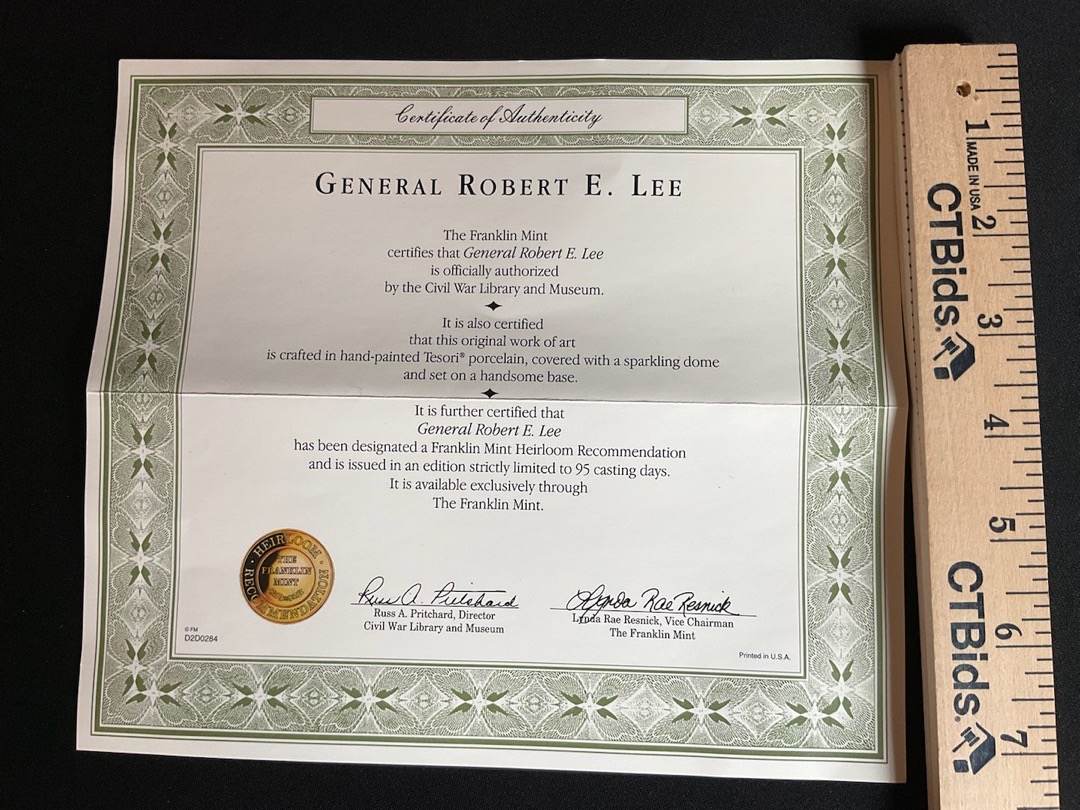 Certificate of Authenticity
GENERAL ROBERT E. LEE
The Franklin Mint
certifies that General Robert E. Lee
is officially authorized
by the Civil War Library and Museum.
It is also certified
that this original work of art
is crafted in hand-painted Tesori® porcelain, covered with a sparkling dome
and set on a handsome base.
It is further certified that
General Robert E. Lee
has been designated a Franklin Mint Heirloom Recommendation
and is issued in an edition strictly limited to 95 casting days.
It is available exclusively through
The Franklin Mint.
HEIRLOOM
THE
FRANKLIN
MINT
RECOMMENDATION
Russ A. Pritchard
Russ A. Pritchard, Director
Civil War Library and Museum
Lynda Rae Resnick
Lynda Rae Resnick, Vice Chairman
The Franklin Mint
© FM
D2D0284
Printed in U.S.A.
1
MADE IN USA
2
CTBids.
3
4
5
CTBids.
6
7